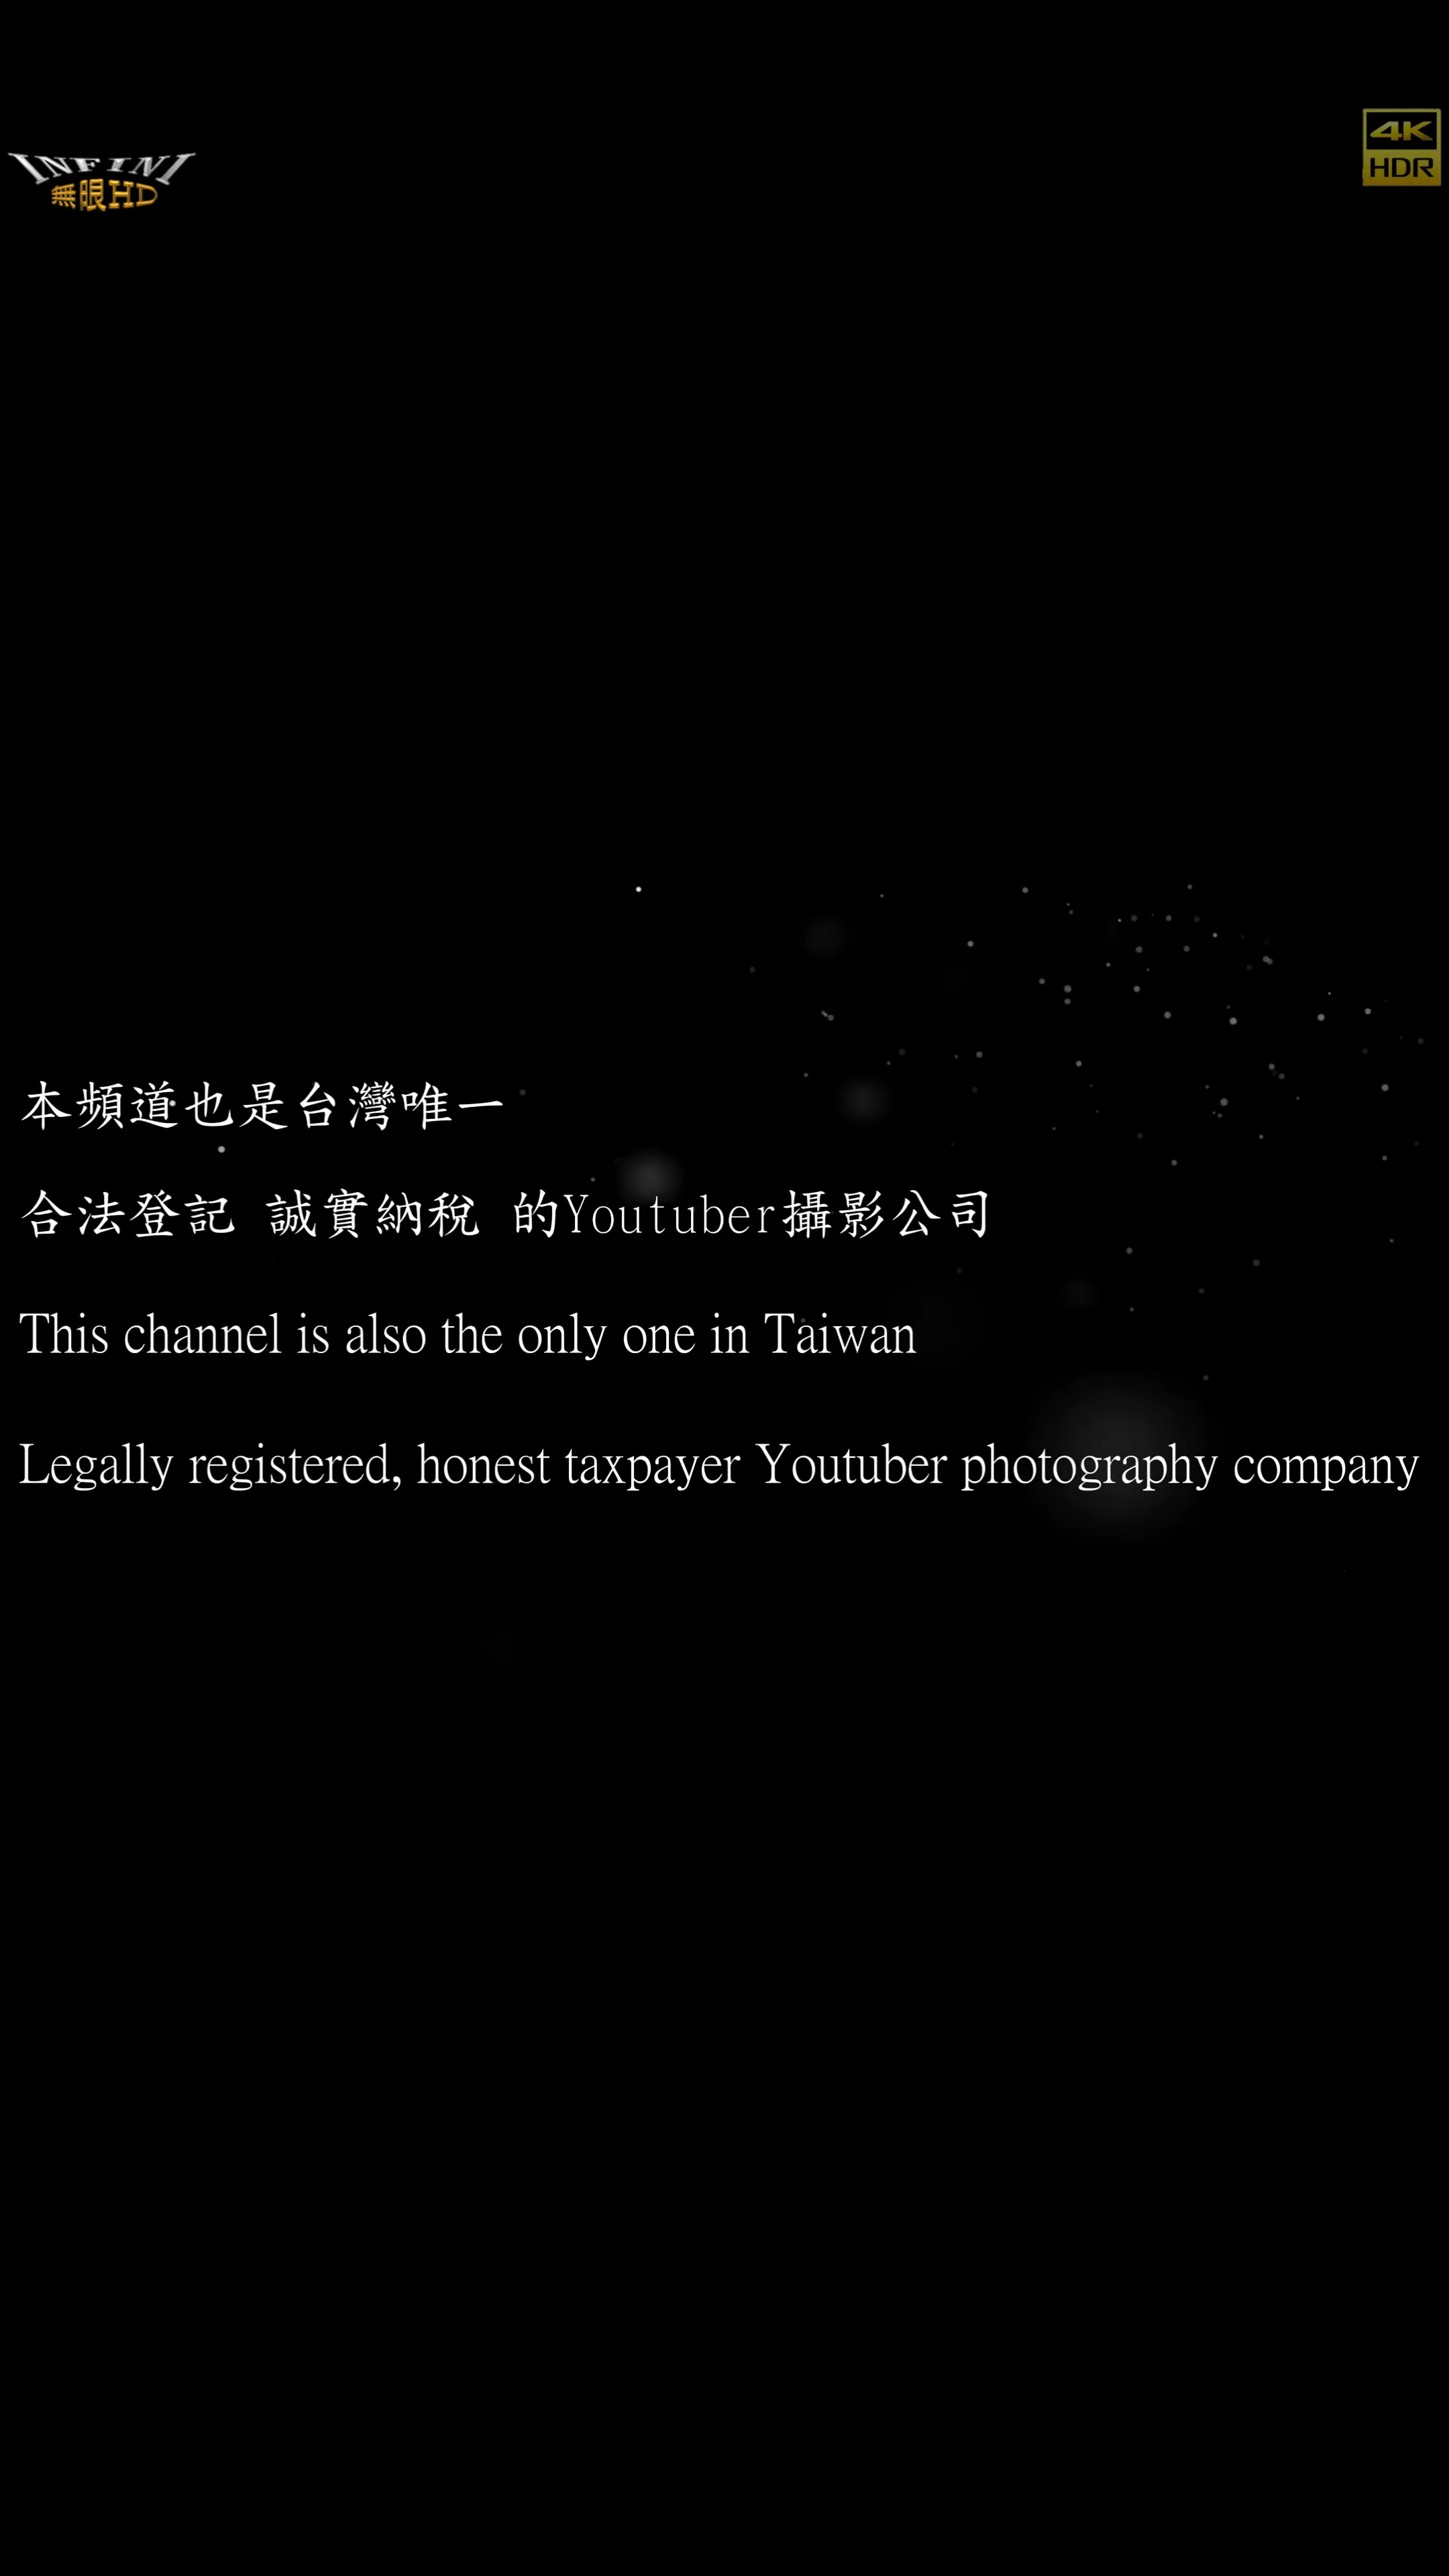 INFINI
無限HD
4K
HDR
本頻道也是台灣唯一
合法登記 誠實納稅 的Youtuber攝影公司
This channel is also the only one in Taiwan
Legally registered, honest taxpayer Youtuber photography company